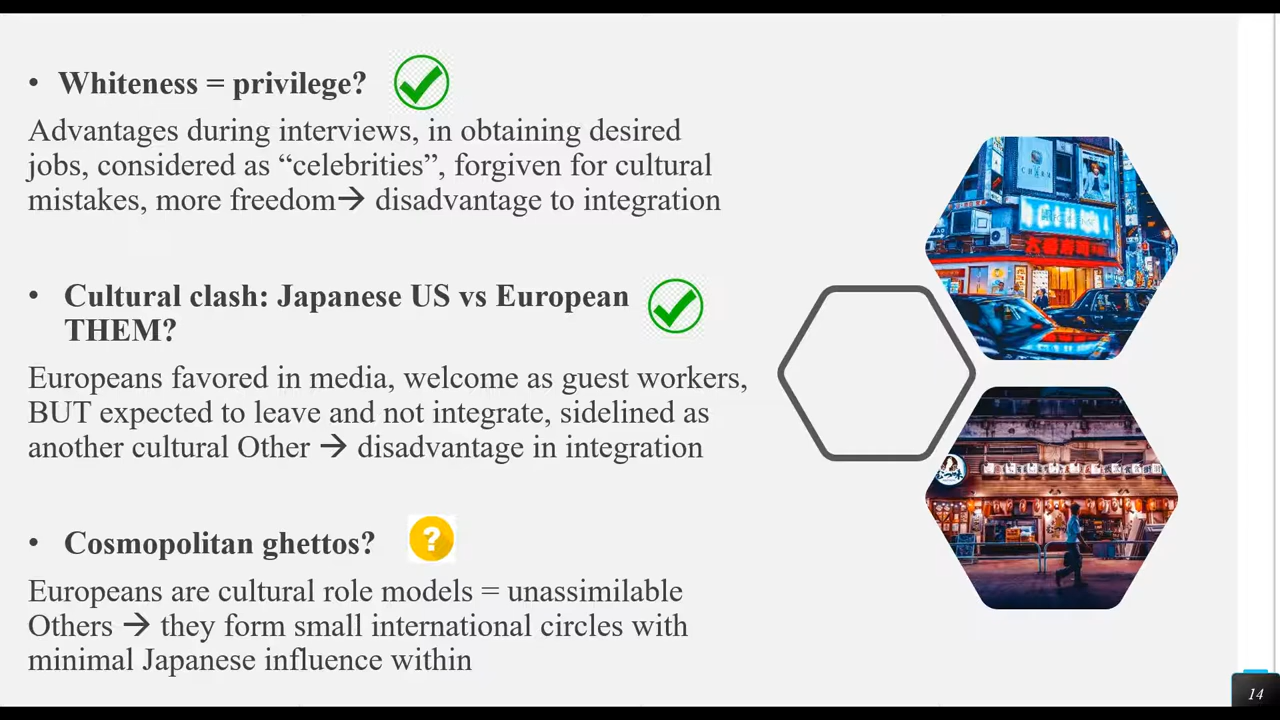 • Whiteness = privilege?
Advantages during interviews, in obtaining desired
jobs, considered as “celebrities”, forgiven for cultural
mistakes, more freedom→ disadvantage to integration
• Cultural clash: Japanese US vs European
THEM?
Europeans favored in media, welcome as guest workers,
BUT expected to leave and not integrate, sidelined as
another cultural Other → disadvantage in integration
• Cosmopolitan ghettos?
?
Europeans are cultural role models = unassimilable
Others → they form small international circles with
minimal Japanese influence within
14